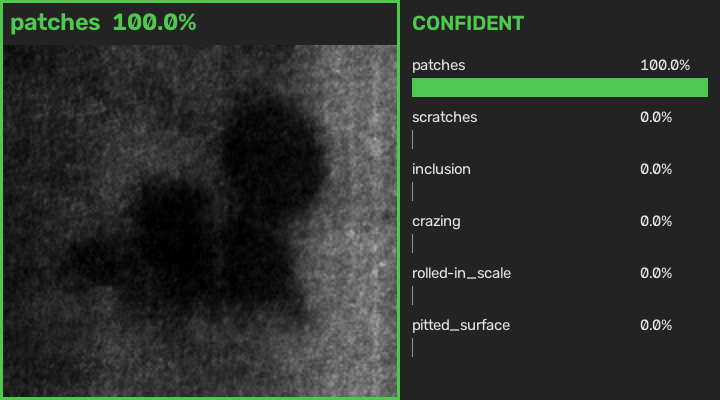 patches 100.0%
CONFIDENT
patches 100.0%
scratches 0.0%
inclusion 0.0%
crazing 0.0%
rolled-in_scale 0.0%
pitted_surface 0.0%